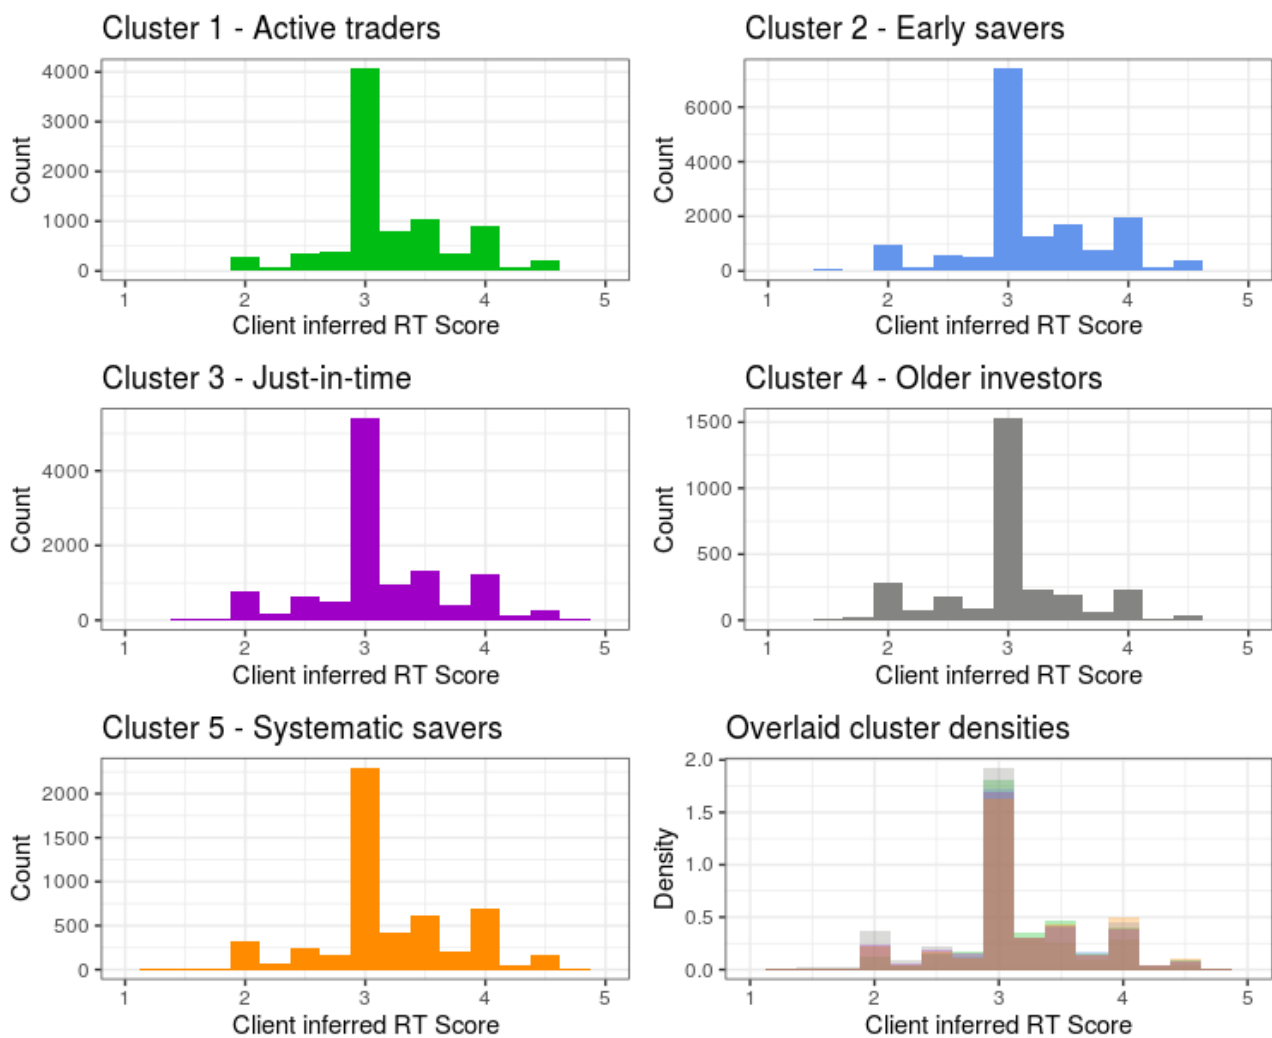 Cluster 1 - Active traders
4000
3000
2000
1000
0
Count
1 2 3 4 5
Client inferred RT Score
Cluster 2 - Early savers
6000
4000
2000
0
Count
1 2 3 4 5
Client inferred RT Score
Cluster 3 - Just-in-time
4000
2000
0
Count
1 2 3 4 5
Client inferred RT Score
Cluster 4 - Older investors
1500
1000
500
0
Count
1 2 3 4 5
Client inferred RT Score
Cluster 5 - Systematic savers
2000
1500
1000
500
0
Count
1 2 3 4 5
Client inferred RT Score
Overlaid cluster densities
2.0
1.5
1.0
0.5
0.0
Density
1 2 3 4 5
Client inferred RT Score